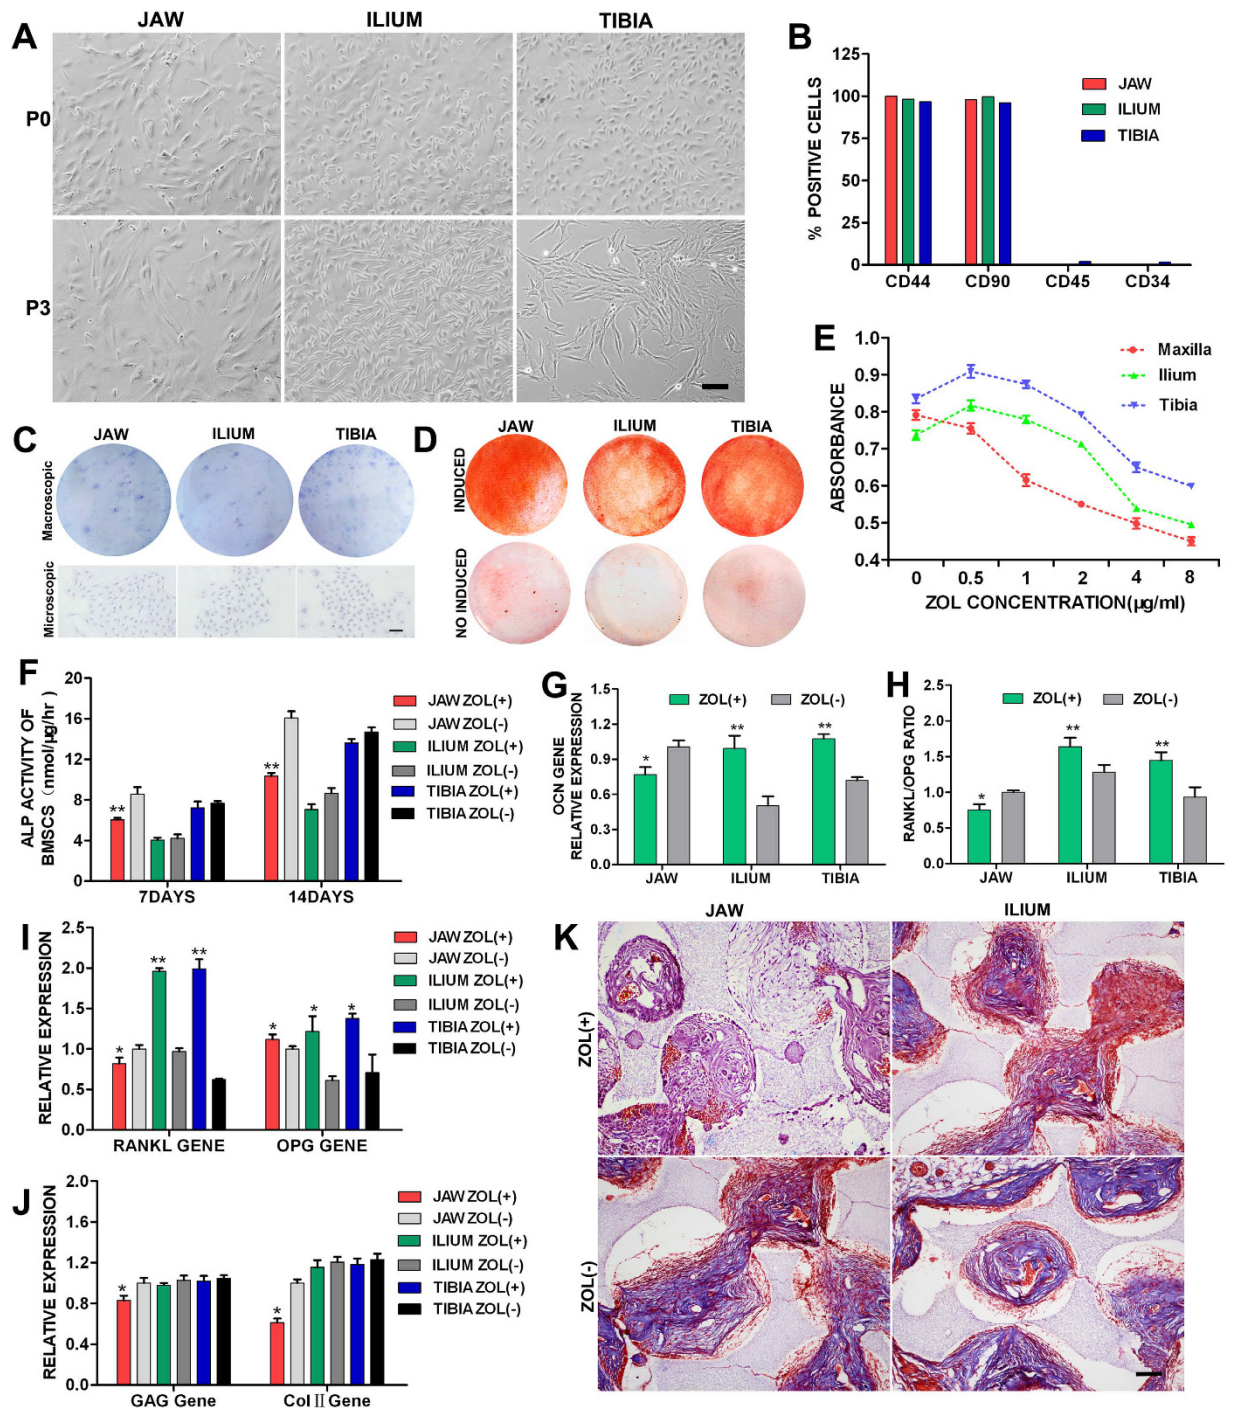 A
JAW
ILIUM
TIBIA
P0
P3
B
% POSITIVE CELLS
125
100
75
50
25
0
CD44
CD90
CD45
CD34
JAW
ILIUM
TIBIA
C
JAW
ILIUM
TIBIA
Macroscopic
Microscopic
D
JAW
ILIUM
TIBIA
INDUCED
NO INDUCED
E
ABSORBANCE
1.0
0.9
0.8
0.7
0.6
0.5
0.4
0
0.5
1
2
4
8
ZOL CONCENTRATION(μg/ml)
Maxilla
Ilium
Tibia
F
ALP ACTIVITY OF
BMSCS（nmol/μg/hr）
20
16
12
8
4
0
**
**
7DAYS
14DAYS
JAW ZOL(+)
JAW ZOL(-)
ILIUM ZOL(+)
ILIUM ZOL(-)
TIBIA ZOL(+)
TIBIA ZOL(-)
G
OCN GENE
RELATIVE EXPRESSION
1.5
1.2
0.9
0.6
0.3
0.0
ZOL(+)
ZOL(-)
*
**
**
JAW
ILIUM
TIBIA
H
RANKL/OPG RATIO
2.5
2.0
1.5
1.0
0.5
0.0
ZOL(+)
ZOL(-)
*
**
**
JAW
ILIUM
TIBIA
I
RELATIVE EXPRESSION
2.5
2.0
1.5
1.0
0.5
0.0
*
**
**
*
*
*
RANKL GENE
OPG GENE
JAW ZOL(+)
JAW ZOL(-)
ILIUM ZOL(+)
ILIUM ZOL(-)
TIBIA ZOL(+)
TIBIA ZOL(-)
J
RELATIVE EXPRESSION
2.0
1.6
1.2
0.8
0.4
0.0
*
*
GAG Gene
Col Ⅱ Gene
JAW ZOL(+)
JAW ZOL(-)
ILIUM ZOL(+)
ILIUM ZOL(-)
TIBIA ZOL(+)
TIBIA ZOL(-)
K
JAW
ILIUM
ZOL(+)
ZOL(-)